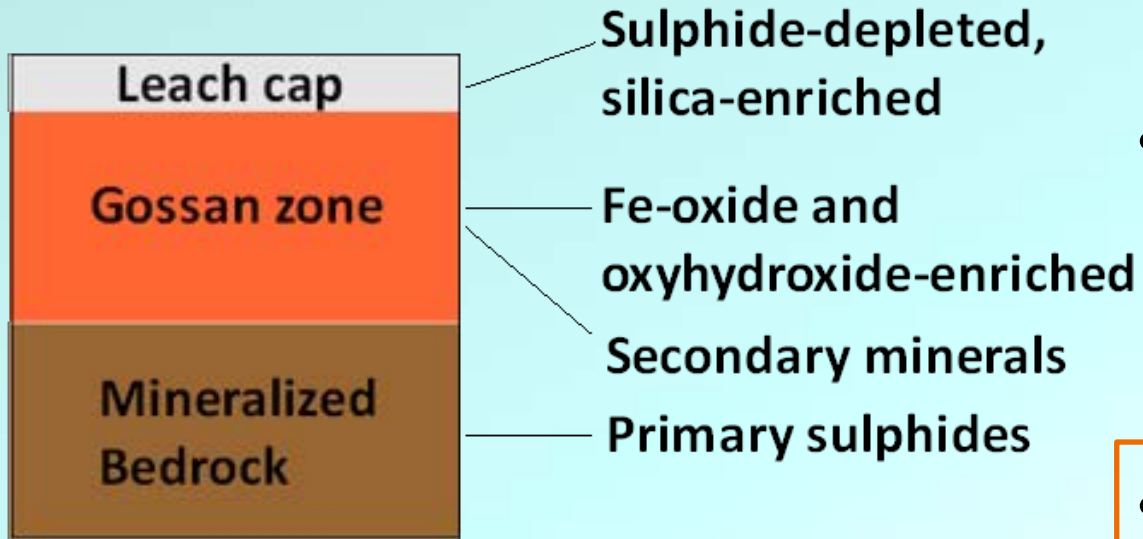 Leach cap
Sulphide-depleted,
silica-enriched
Gossan zone
Fe-oxide and
oxyhydroxide-enriched
Secondary minerals
Mineralized
Bedrock
Primary sulphides
•
•